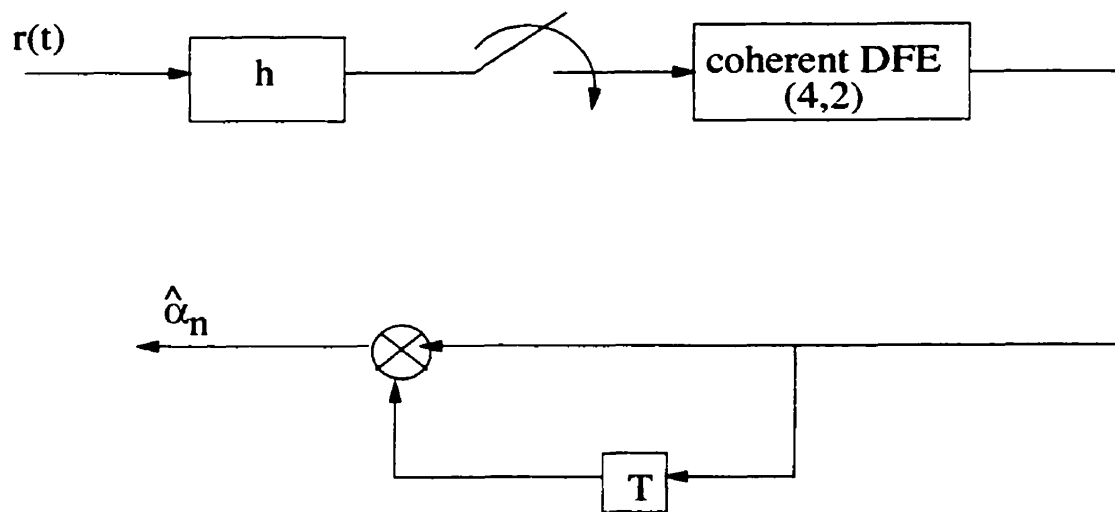 r(t)
h
coherent DFE
(4,2)
α̂n
T